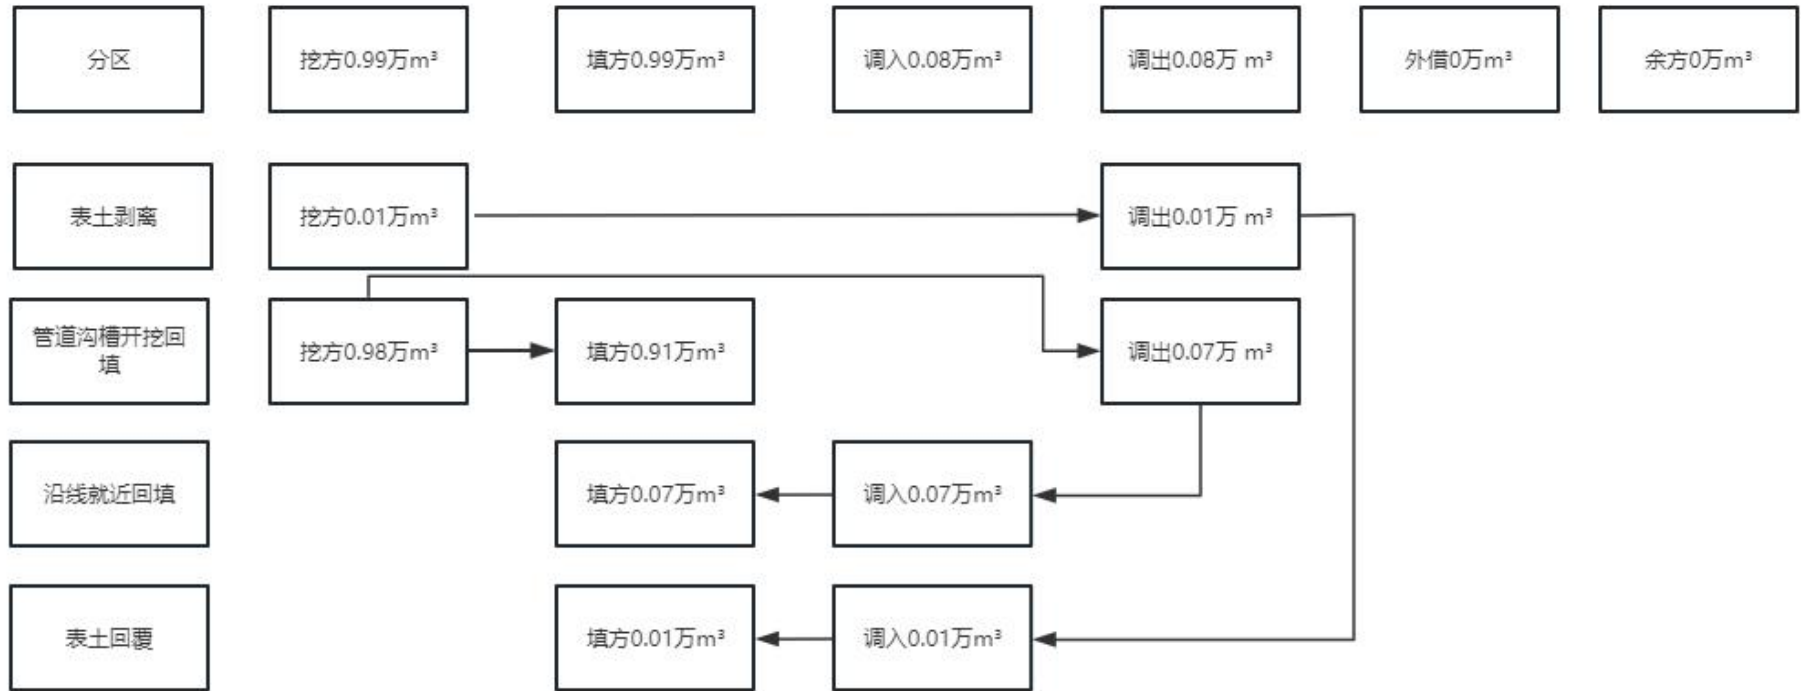 分区
挖方0.99万m³
填方0.99万m³
调入0.08万m³
调出0.08万 m³
外借0万m³
余方0万m³
表土剥离
挖方0.01万m³
调出0.01万 m³
管道沟槽开挖回
填
挖方0.98万m³
填方0.91万m³
调出0.07万 m³
沿线就近回填
填方0.07万m³
调入0.07万m³
表土回覆
填方0.01万m³
调入0.01万m³